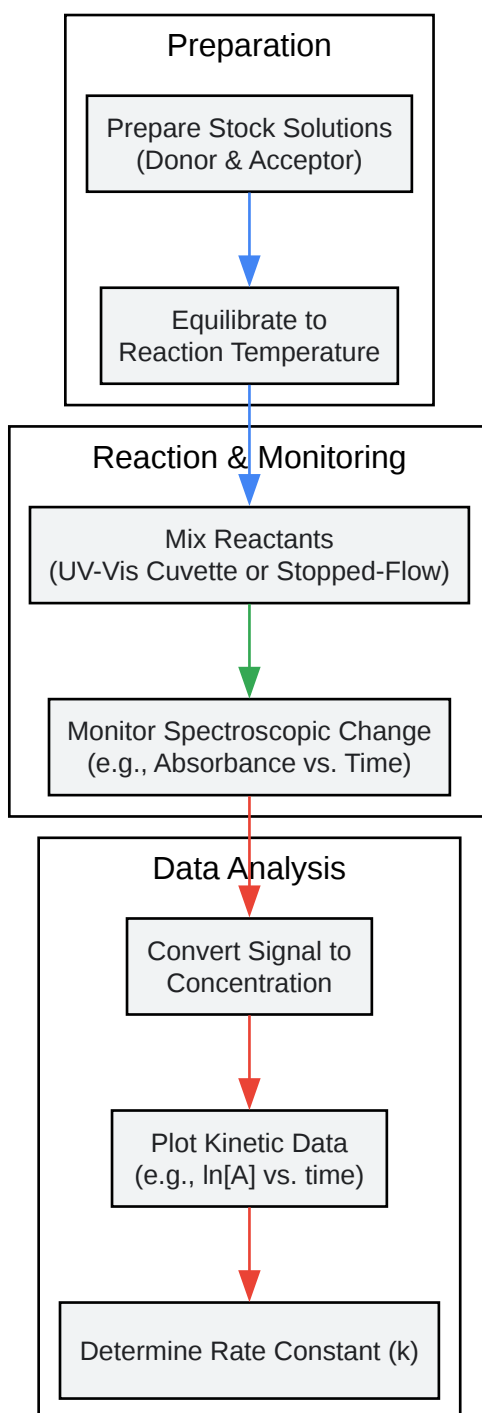 Preparation
Prepare Stock Solutions
(Donor & Acceptor)
Equilibrate to
Reaction Temperature
Reaction & Monitoring
Mix Reactants
(UV-Vis Cuvette or Stopped-Flow)
Monitor Spectroscopic Change
(e.g., Absorbance vs. Time)
Data Analysis
Convert Signal to
Concentration
Plot Kinetic Data
(e.g., ln[A] vs. time)
Determine Rate Constant (k)